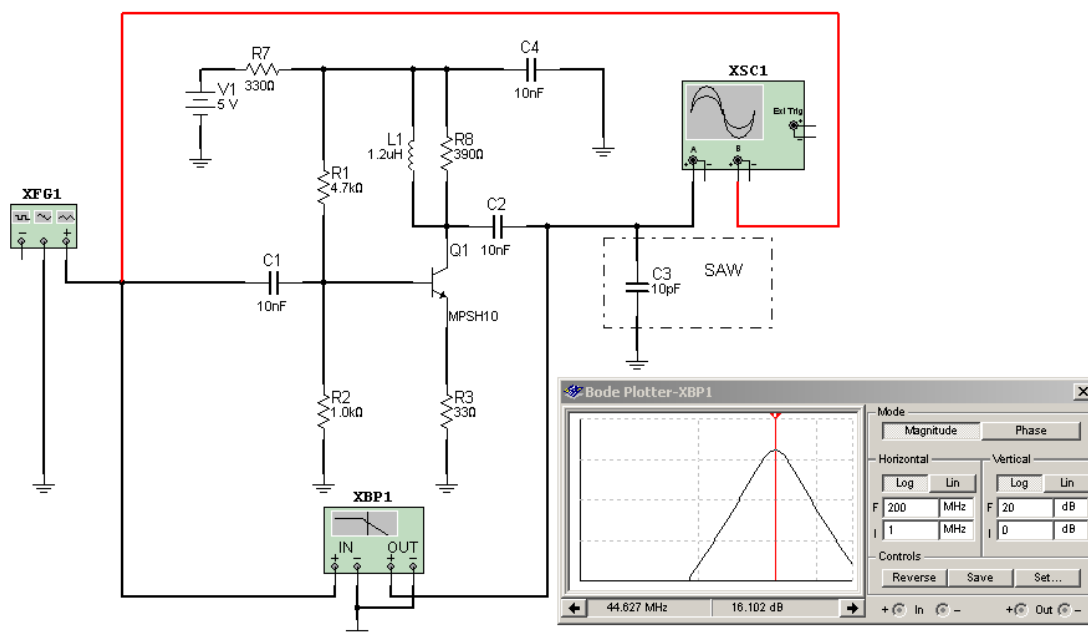 C4
10nF
R7
330Ω
V1
5 V
XSC1
Ext Trig
+
–
A
B
+ –
+ –
L1
1.2uH
R8
390Ω
R1
4.7kΩ
XFG1
– +
C2
10nF
Q1
C1
10nF
MPSH10
SAW
C3
10pF
R2
1.0kΩ
R3
33Ω
XBP1
IN OUT
+ – + –
Bode Plotter-XBP1
X
Mode
Magnitude Phase
Horizontal Vertical
Log Lin Log Lin
F 200 MHz F 20 dB
I 1 MHz I 0 dB
Controls
Reverse Save Set...
44.627 MHz 16.102 dB
+ In – + Out –